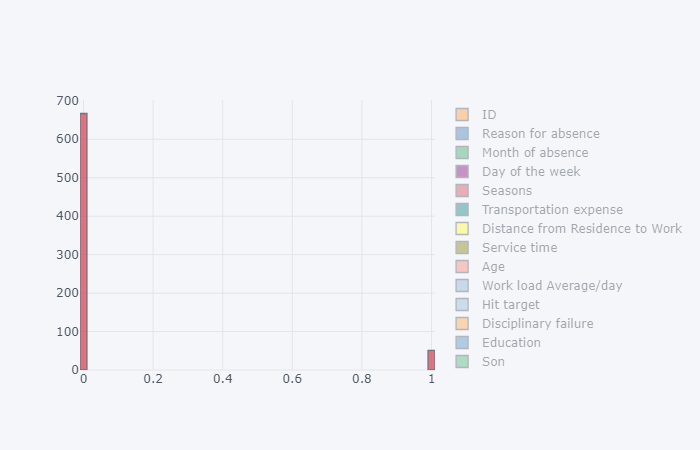 700
600
500
400
300
200
100
0
0 0.2 0.4 0.6 0.8 1
ID
Reason for absence
Month of absence
Day of the week
Seasons
Transportation expense
Distance from Residence to Work
Service time
Age
Work load Average/day
Hit target
Disciplinary failure
Education
Son